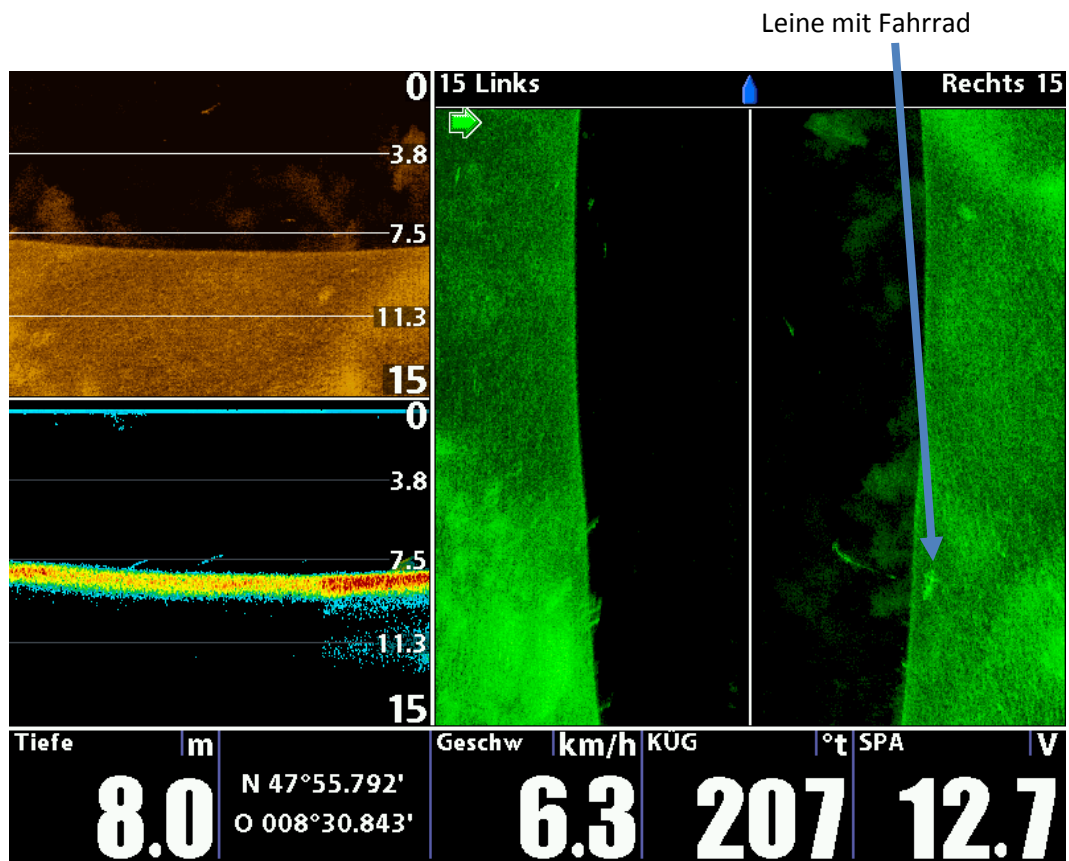 Leine mit Fahrrad
0
3.8
7.5
11.3
15
0
3.8
7.5
11.3
15
15 Links
Rechts 15
Tiefe m
8.0
N 47°55.792'
O 008°30.843'
Geschw km/h
6.3
KÜG °t
207
SPA V
12.7